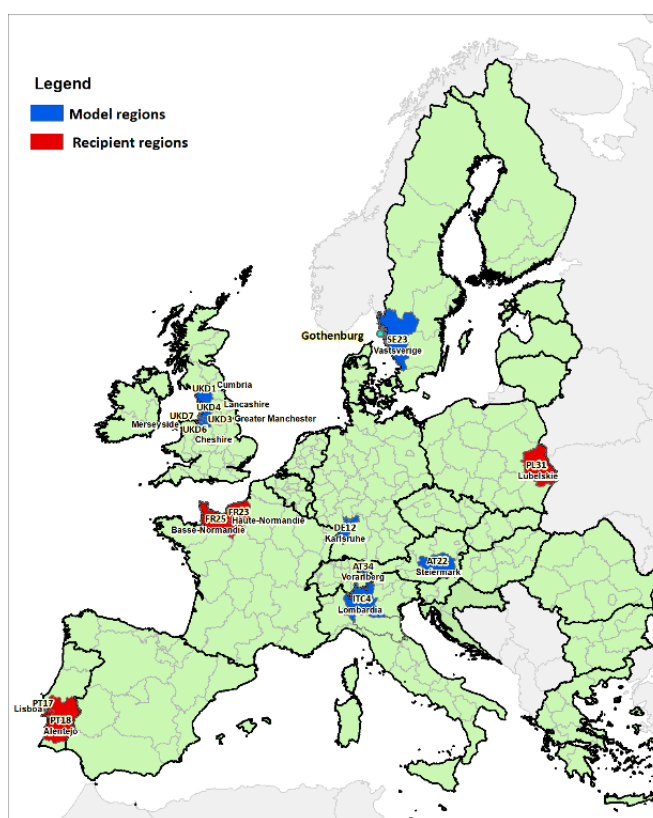 Legend
Model regions
Recipient regions
Gothenburg
SE23
Vastsverige
UKD1 Cumbria
UKD4 Lancashire
UKD7 UKD3 Greater Manchester
Merseyside UKD6
Cheshire
PL31
Lubelskie
FR25 FR23
Basse-Normandie Haute-Normandie
DE12
Karlsruhe
AT34 AT22
Vorarlberg Steiermark
ITC4
Lombardia
PT17
Lisboa
PT18
Alentejo